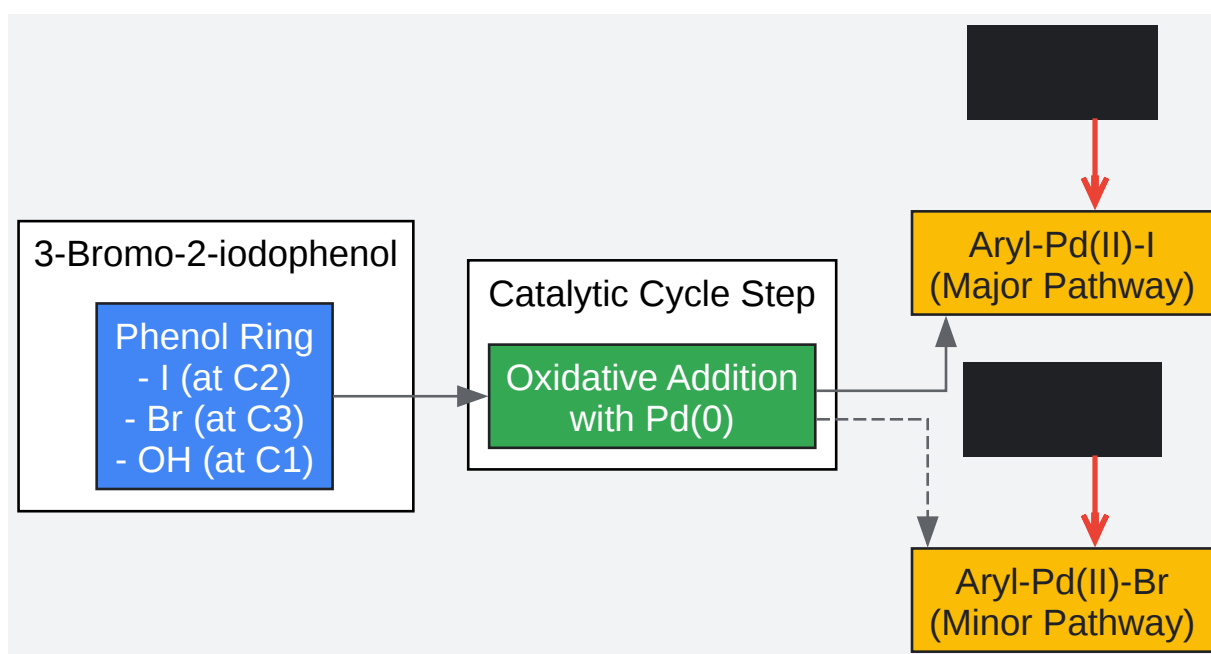 3-Bromo-2-iodophenol
Phenol Ring
- I (at C2)
- Br (at C3)
- OH (at C1)
Catalytic Cycle Step
Oxidative Addition
with Pd(0)
Aryl-Pd(II)-I
(Major Pathway)
Aryl-Pd(II)-Br
(Minor Pathway)